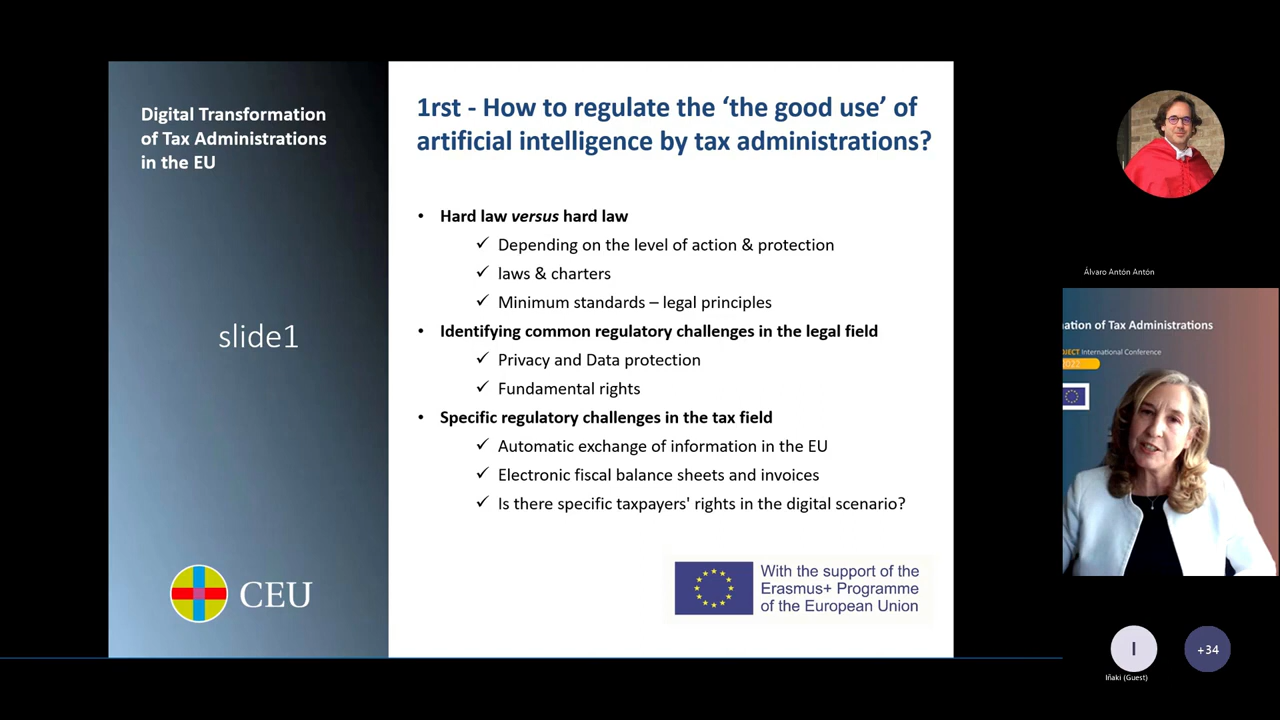 Digital Transformation
of Tax Administrations
in the EU
slide1
CEU
1rst - How to regulate the ‘the good use’ of
artificial intelligence by tax administrations?
• Hard law versus hard law
✓ Depending on the level of action & protection
✓ laws & charters
✓ Minimum standards – legal principles
• Identifying common regulatory challenges in the legal field
✓ Privacy and Data protection
✓ Fundamental rights
• Specific regulatory challenges in the tax field
✓ Automatic exchange of information in the EU
✓ Electronic fiscal balance sheets and invoices
✓ Is there specific taxpayers' rights in the digital scenario?
With the support of the
Erasmus+ Programme
of the European Union
Álvaro Antón Antón
ation of Tax Administrations
JECT International Conference
2022
I
Iñaki (Guest)
+34